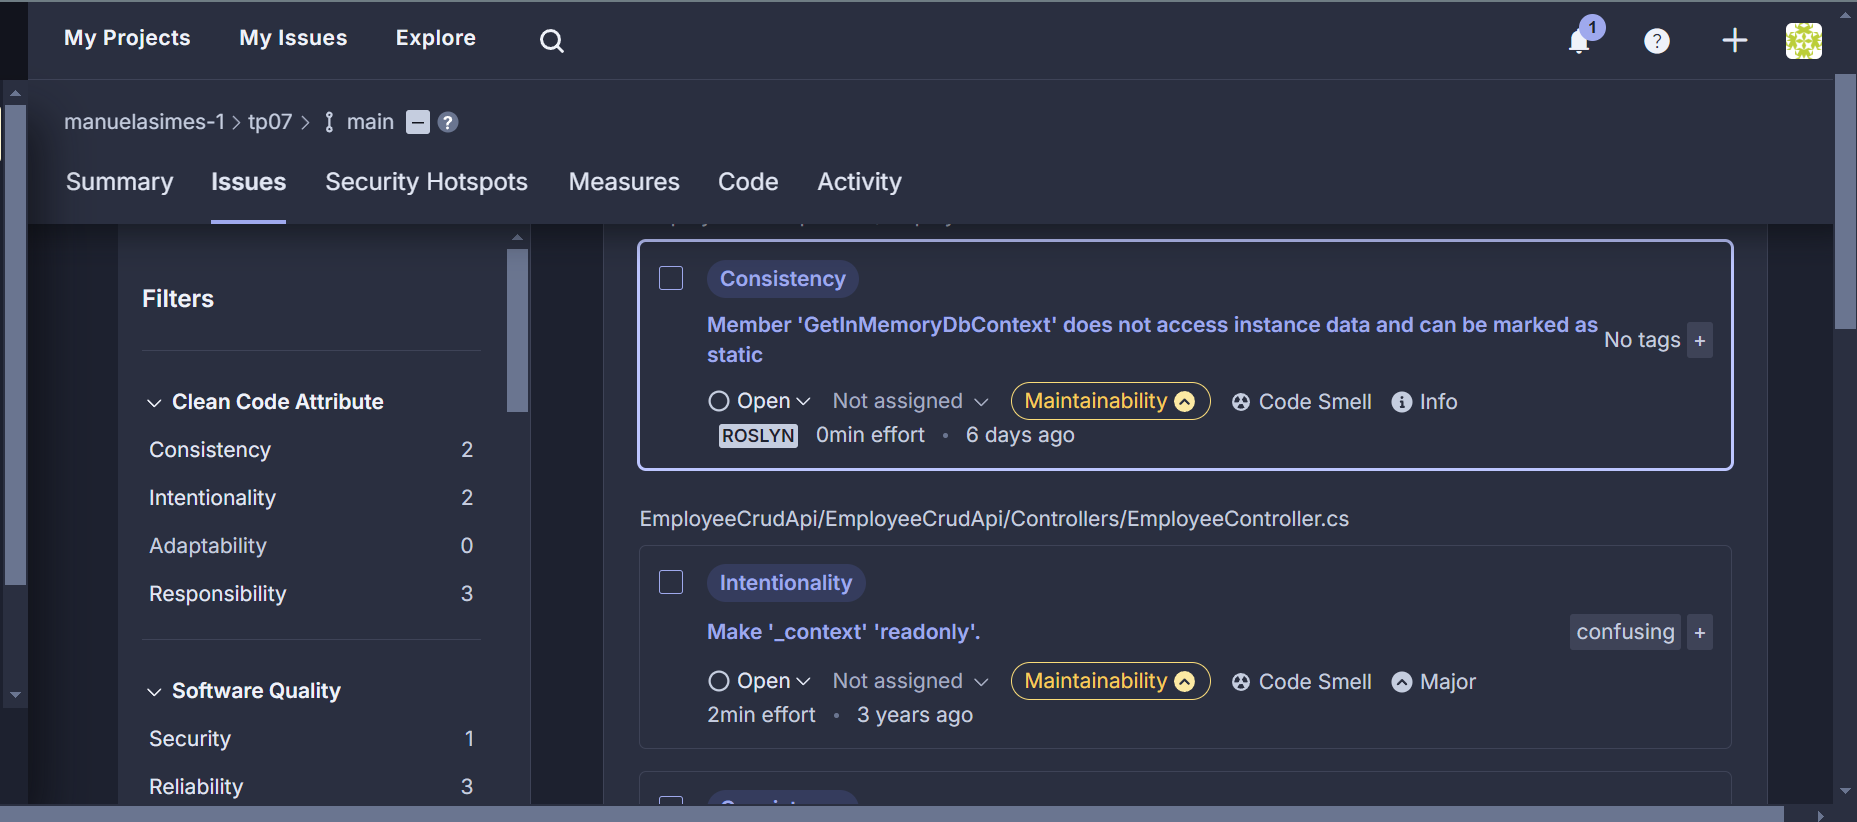 My Projects My Issues Explore 1 ?
manuelasimes-1 > tp07 > main ?
Summary Issues Security Hotspots Measures Code Activity
Filters
Clean Code Attribute
Consistency 2
Intentionality 2
Adaptability 0
Responsibility 3
Software Quality
Security 1
Reliability 3
Consistency
Member 'GetInMemoryDbContext' does not access instance data and can be marked as
static
No tags +
Open Not assigned Maintainability Code Smell Info
ROSLYN 0min effort • 6 days ago
EmployeeCrudApi/EmployeeCrudApi/Controllers/EmployeeController.cs
Intentionality
Make '_context' 'readonly'.
confusing +
Open Not assigned Maintainability Code Smell Major
2min effort • 3 years ago